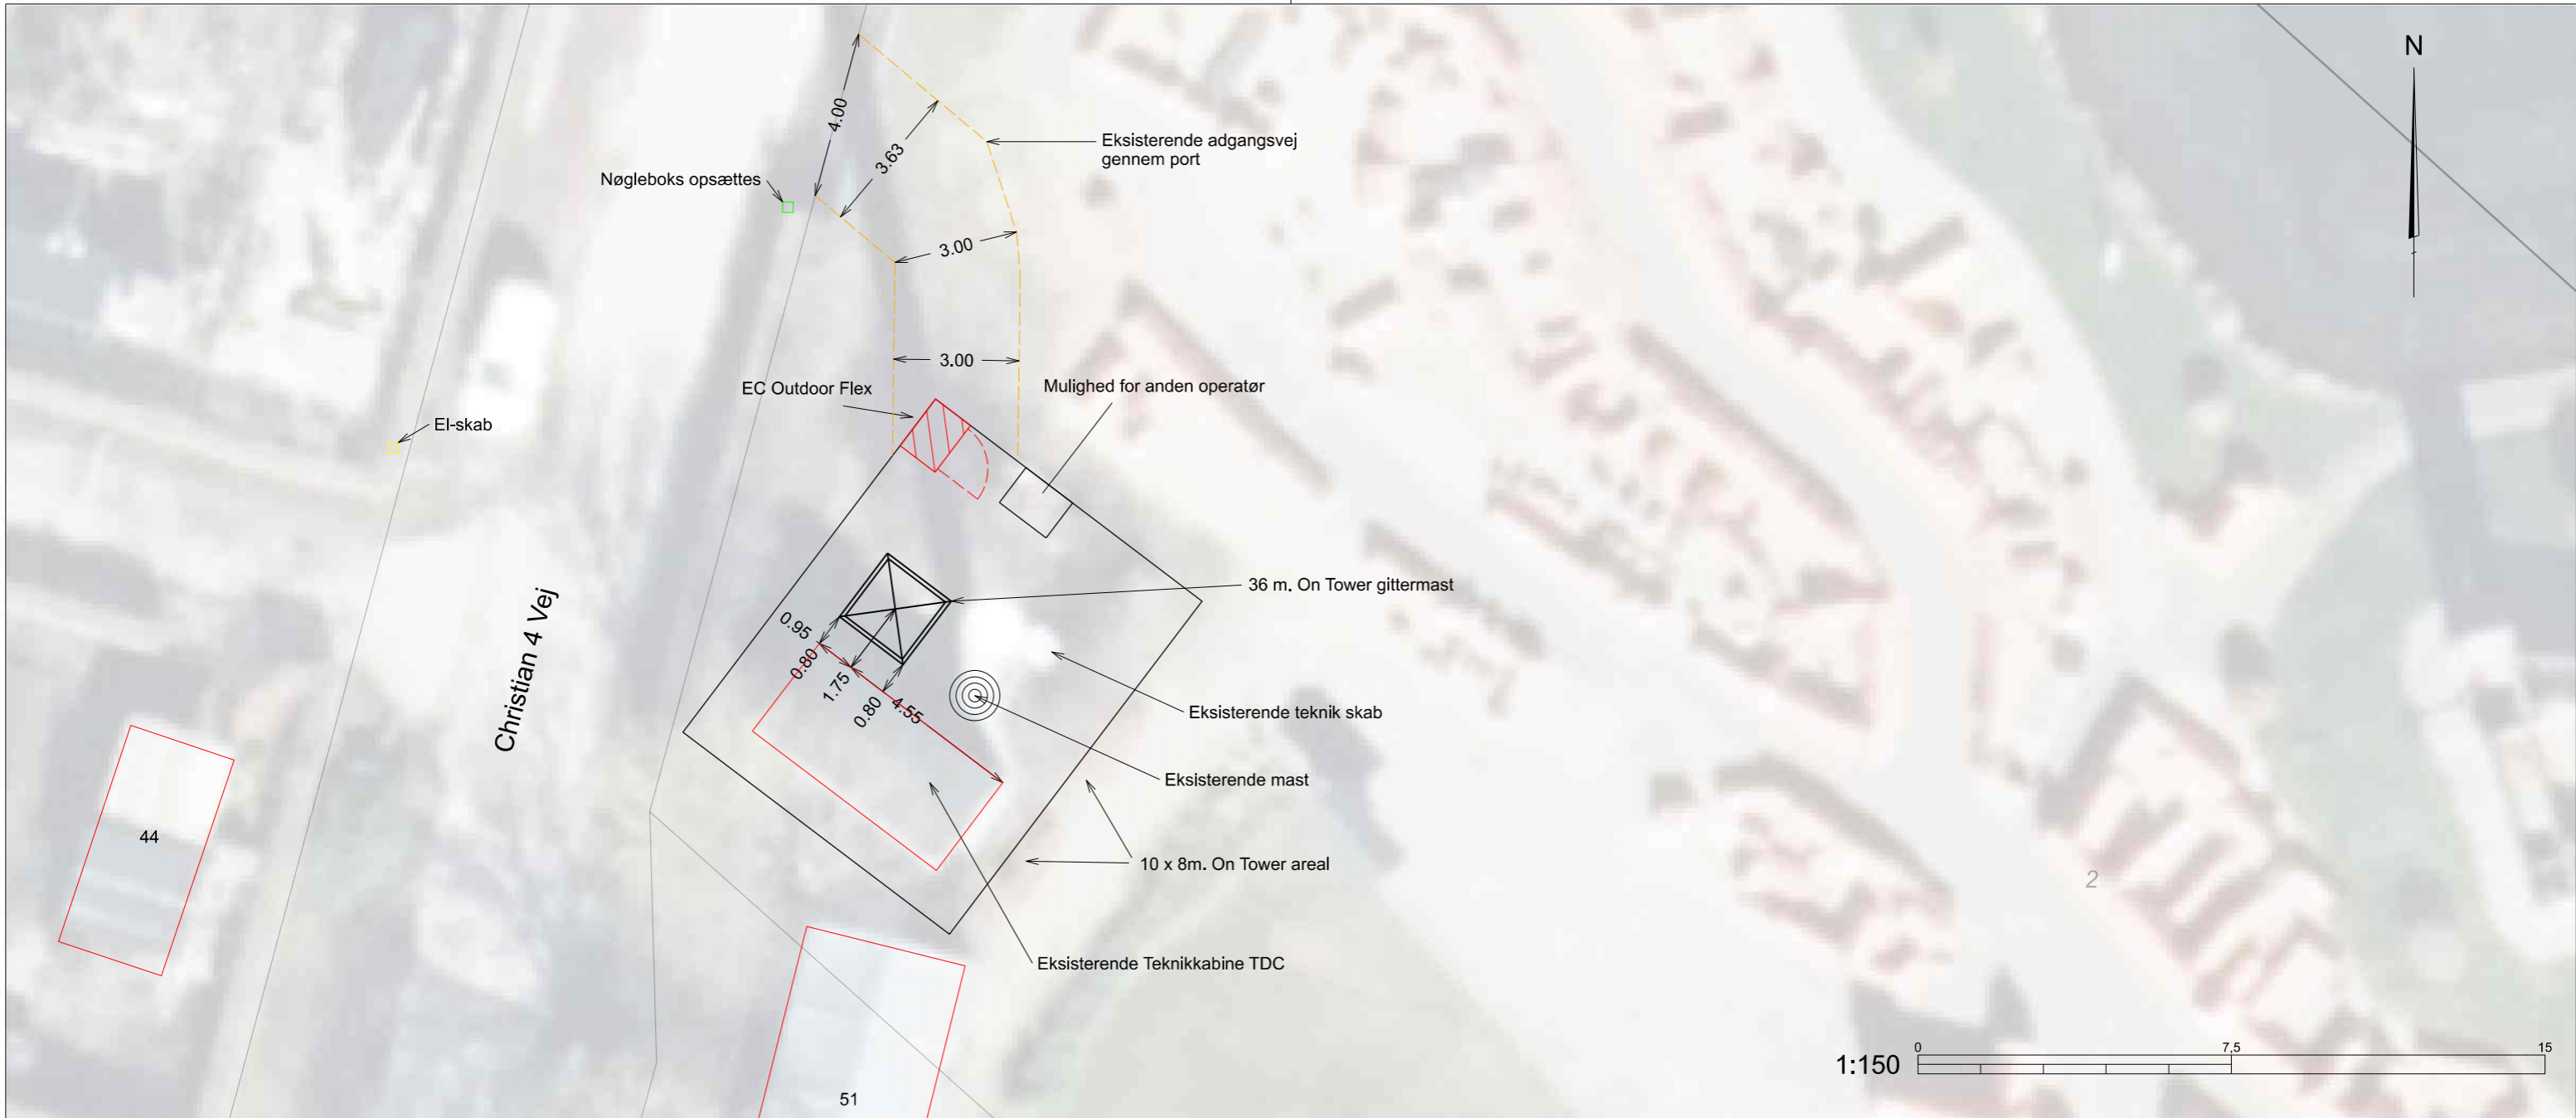 N
4.00
3.63
Eksisterende adgangsvej
gennem port
Nøgleboks opsættes
3.00
3.00
EC Outdoor Flex
Mulighed for anden operatør
El-skab
36 m. On Tower gittermast
Christian 4 Vej
0.95
0.80
1.75
0.80
4.55
Eksisterende teknik skab
Eksisterende mast
44
10 x 8m. On Tower areal
2
Eksisterende Teknikkabine TDC
1:150
0
7,5
15
51